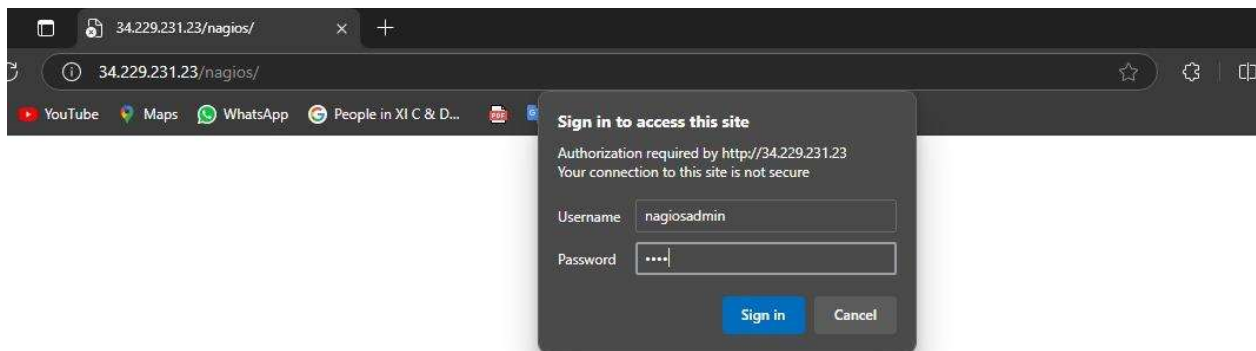 34.229.231.23/nagios/
34.229.231.23/nagios/
YouTube Maps WhatsApp People in XI C & D... PDF
Sign in to access this site
Authorization required by http://34.229.231.23
Your connection to this site is not secure
Username nagiosadmin
Password ••••
Sign in Cancel